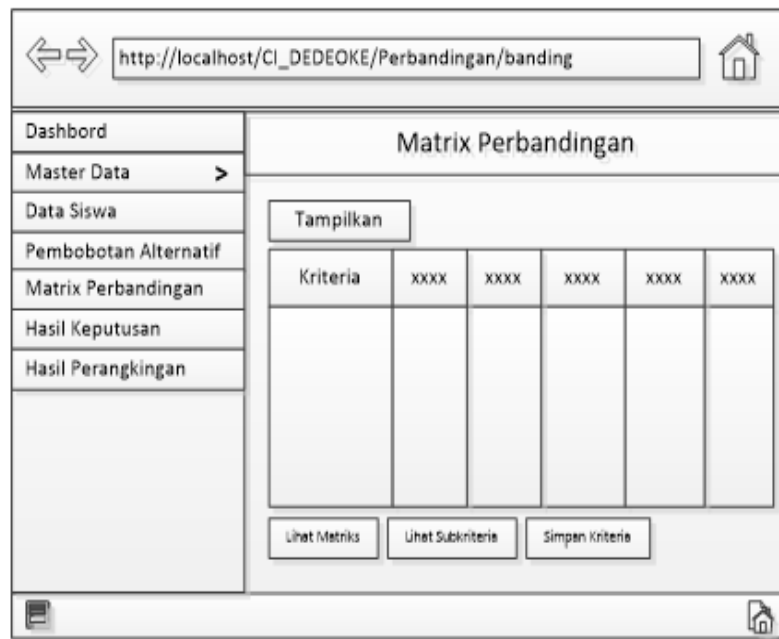 http://localhost/CI_DEDEOKE/Perbandingan/banding
Dashbord
Master Data >
Data Siswa
Pembobotan Alternatif
Matrix Perbandingan
Hasil Keputusan
Hasil Perangkingan
Matrix Perbandingan
Tampilkan
Kriteria xxxx xxxx xxxx xxxx xxxx
Lihat Matriks Lihat Subkriteria Simpan Kriteria